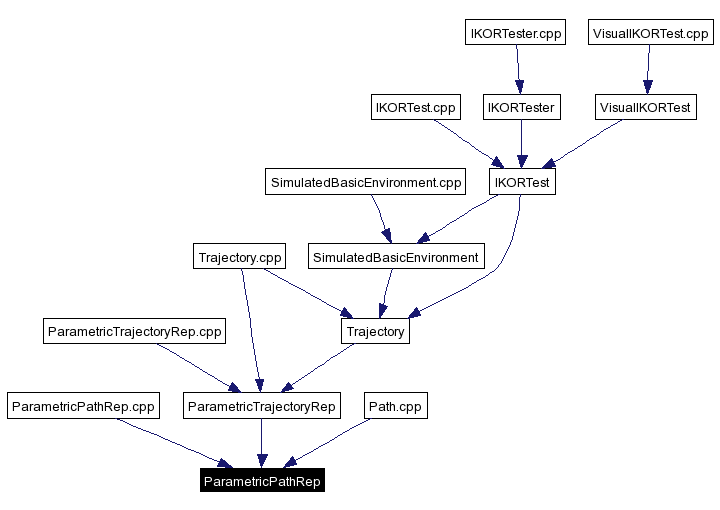 IKORTester.cpp
VisualIKORTest.cpp
IKORTest.cpp
IKORTester
VisualIKORTest
SimulatedBasicEnvironment.cpp
IKORTest
Trajectory.cpp
SimulatedBasicEnvironment
ParametricTrajectoryRep.cpp
Trajectory
ParametricPathRep.cpp
ParametricTrajectoryRep
Path.cpp
ParametricPathRep